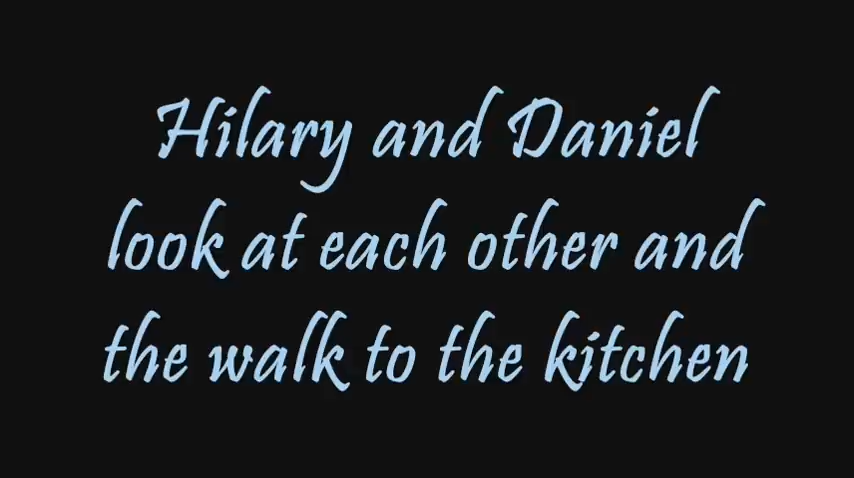 Hilary and Daniel
look at each other and
the walk to the kitchen